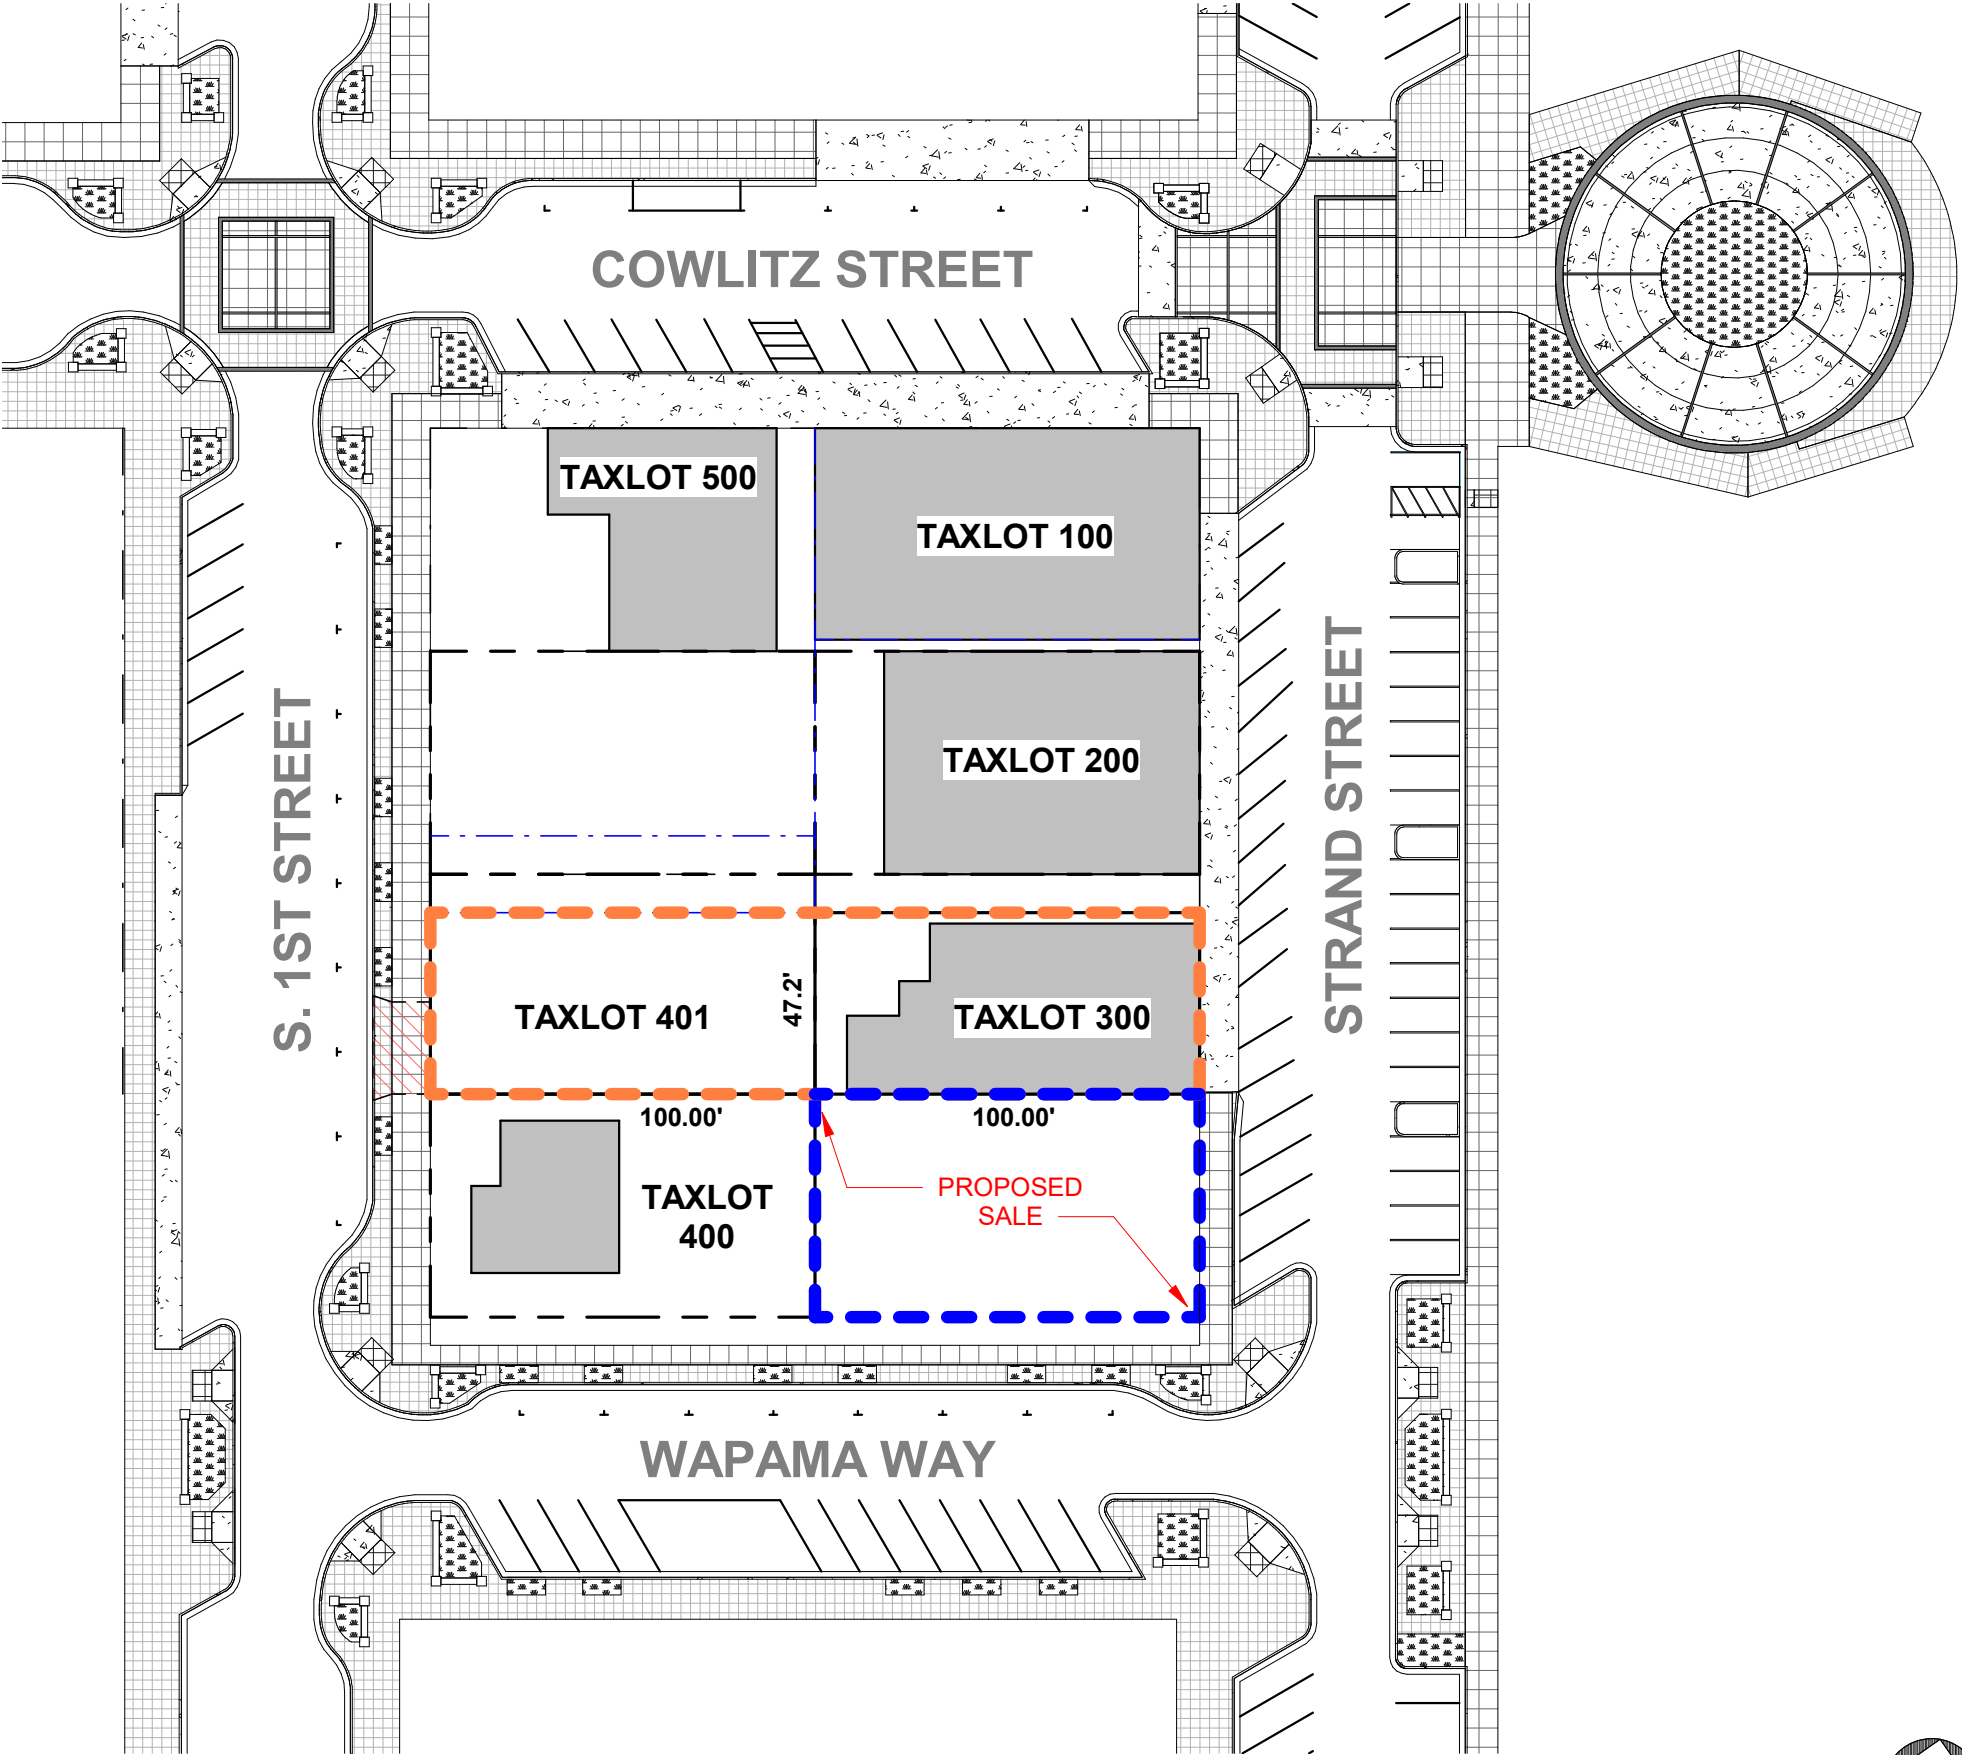 COWLITZ STREET
TAXLOT 500
TAXLOT 100
TAXLOT 200
S. 1ST STREET
STRAND STREET
TAXLOT 401
47.2'
TAXLOT 300
100.00'
100.00'
TAXLOT
400
PROPOSED
SALE
WAPAMA WAY